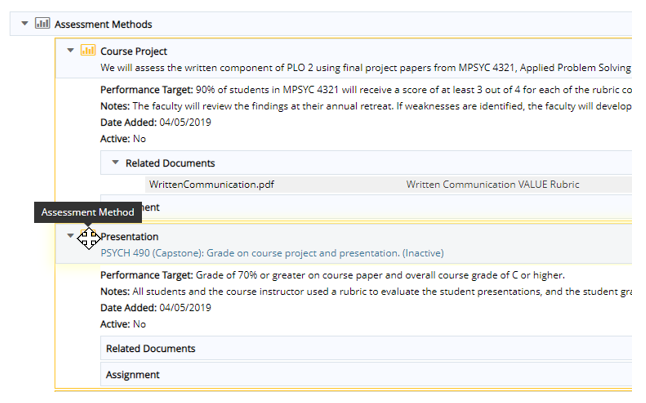 Assessment Methods
Course Project
We will assess the written component of PLO 2 using final project papers from MPSYC 4321, Applied Problem Solving
Performance Target: 90% of students in MPSYC 4321 will receive a score of at least 3 out of 4 for each of the rubric co
Notes: The faculty will review the findings at their annual retreat. If weaknesses are identified, the faculty will develop
Date Added: 04/05/2019
Active: No
Related Documents
WrittenCommunication.pdf Written Communication VALUE Rubric
Assessment Method
ment
Presentation
PSYCH 490 (Capstone): Grade on course project and presentation. (Inactive)
Performance Target: Grade of 70% or greater on course paper and overall course grade of C or higher.
Notes: All students and the course instructor used a rubric to evaluate the student presentations, and the student gra
Date Added: 04/05/2019
Active: No
Related Documents
Assignment